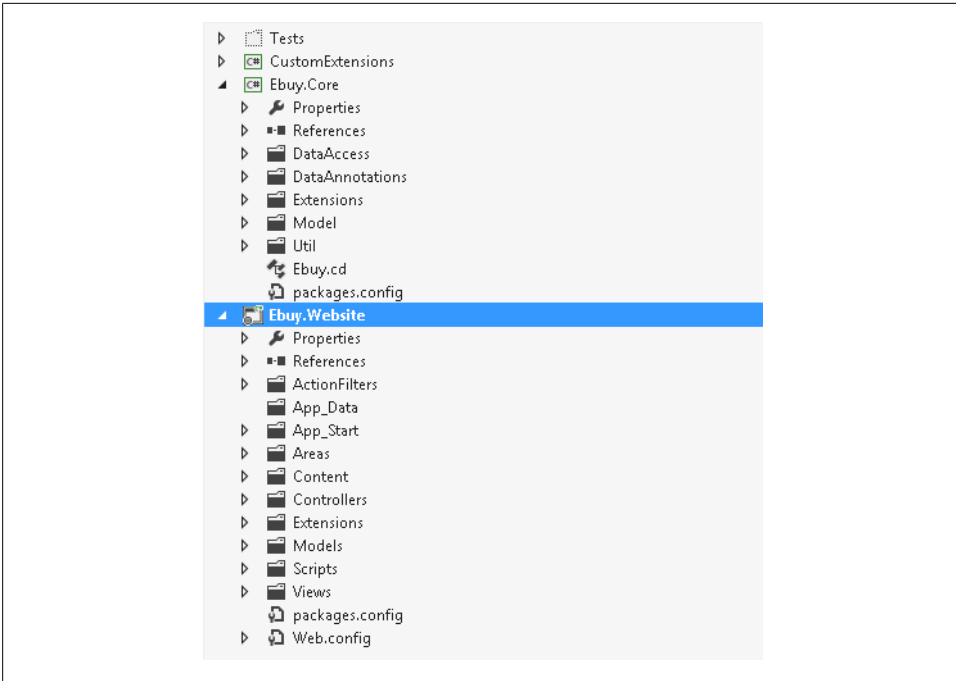 Tests
C# CustomExtensions
C# Ebuy.Core
Properties
References
DataAccess
DataAnnotations
Extensions
Model
Util
Ebuy.cd
packages.config
Ebuy.Website
Properties
References
ActionFilters
App_Data
App_Start
Areas
Content
Controllers
Extensions
Models
Scripts
Views
packages.config
Web.config